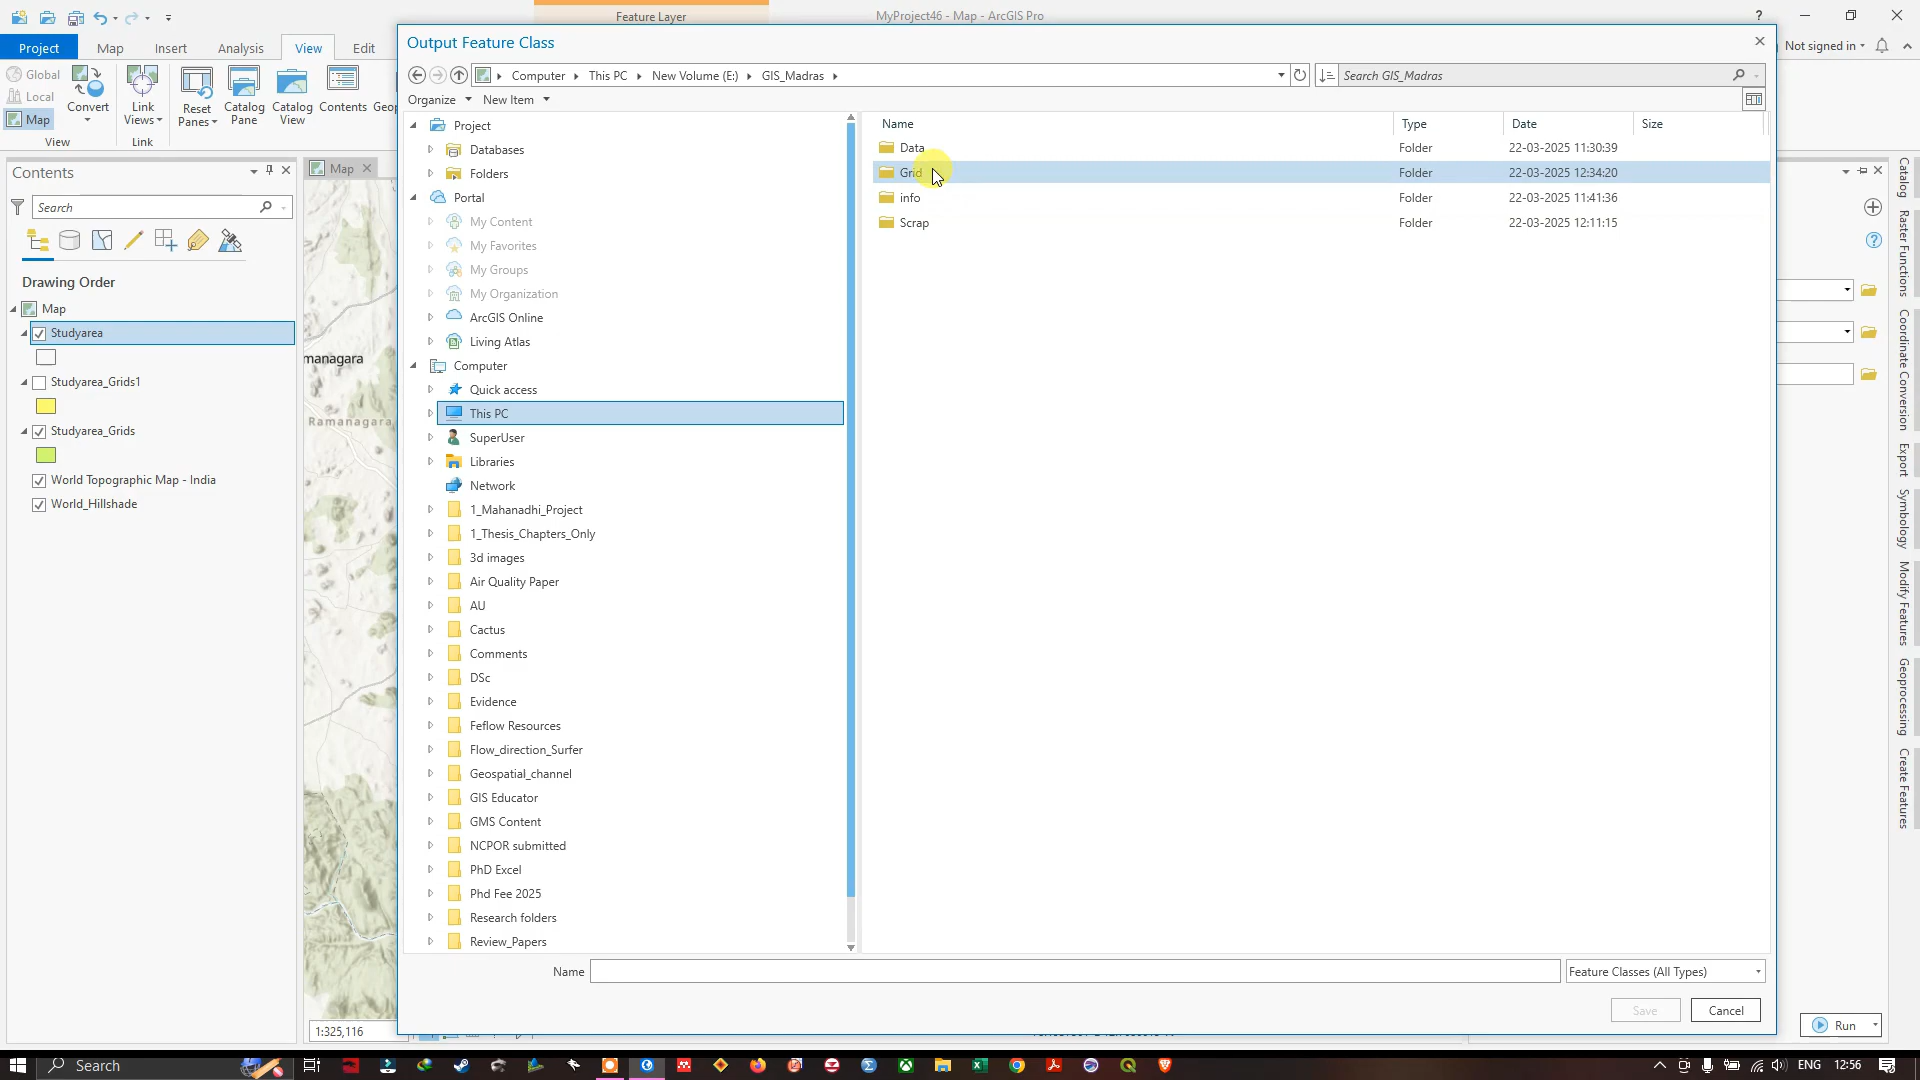 Feature Layer
MyProject46 - Map - ArcGIS Pro
?
Project
Map
Insert
Analysis
View
Edit
Not signed in
Global
Local
Map
Convert
Link Views
Reset Panes
Catalog Pane
Catalog View
Contents
View
Link
Output Feature Class
Computer
This PC
New Volume (E:)
GIS_Madras
Search GIS_Madras
Organize
New Item
Contents
Search
Drawing Order
Map
Studyarea
Studyarea_Grids1
Studyarea_Grids
World Topographic Map - India
World_Hillshade
Map
managara
Ramanagara
1:325,116
Project
Databases
Folders
Portal
My Content
My Favorites
My Groups
My Organization
ArcGIS Online
Living Atlas
Computer
Quick access
This PC
SuperUser
Libraries
Network
1_Mahanadhi_Project
1_Thesis_Chapters_Only
3d images
Air Quality Paper
AU
Cactus
Comments
DSc
Evidence
Feflow Resources
Flow_direction_Surfer
Geospatial_channel
GIS Educator
GMS Content
NCPOR submitted
PhD Excel
Phd Fee 2025
Research folders
Review_Papers
Name Type Date Size
Data Folder 22-03-2025 11:30:39
Grid Folder 22-03-2025 12:34:20
info Folder 22-03-2025 11:41:36
Scrap Folder 22-03-2025 12:11:15
Name
Feature Classes (All Types)
Save
Cancel
Catalog
Raster Functions
Coordinate Conversion
Export
Symbology
Modify Features
Geoprocessing
Create Features
Run
Search
ENG
12:56